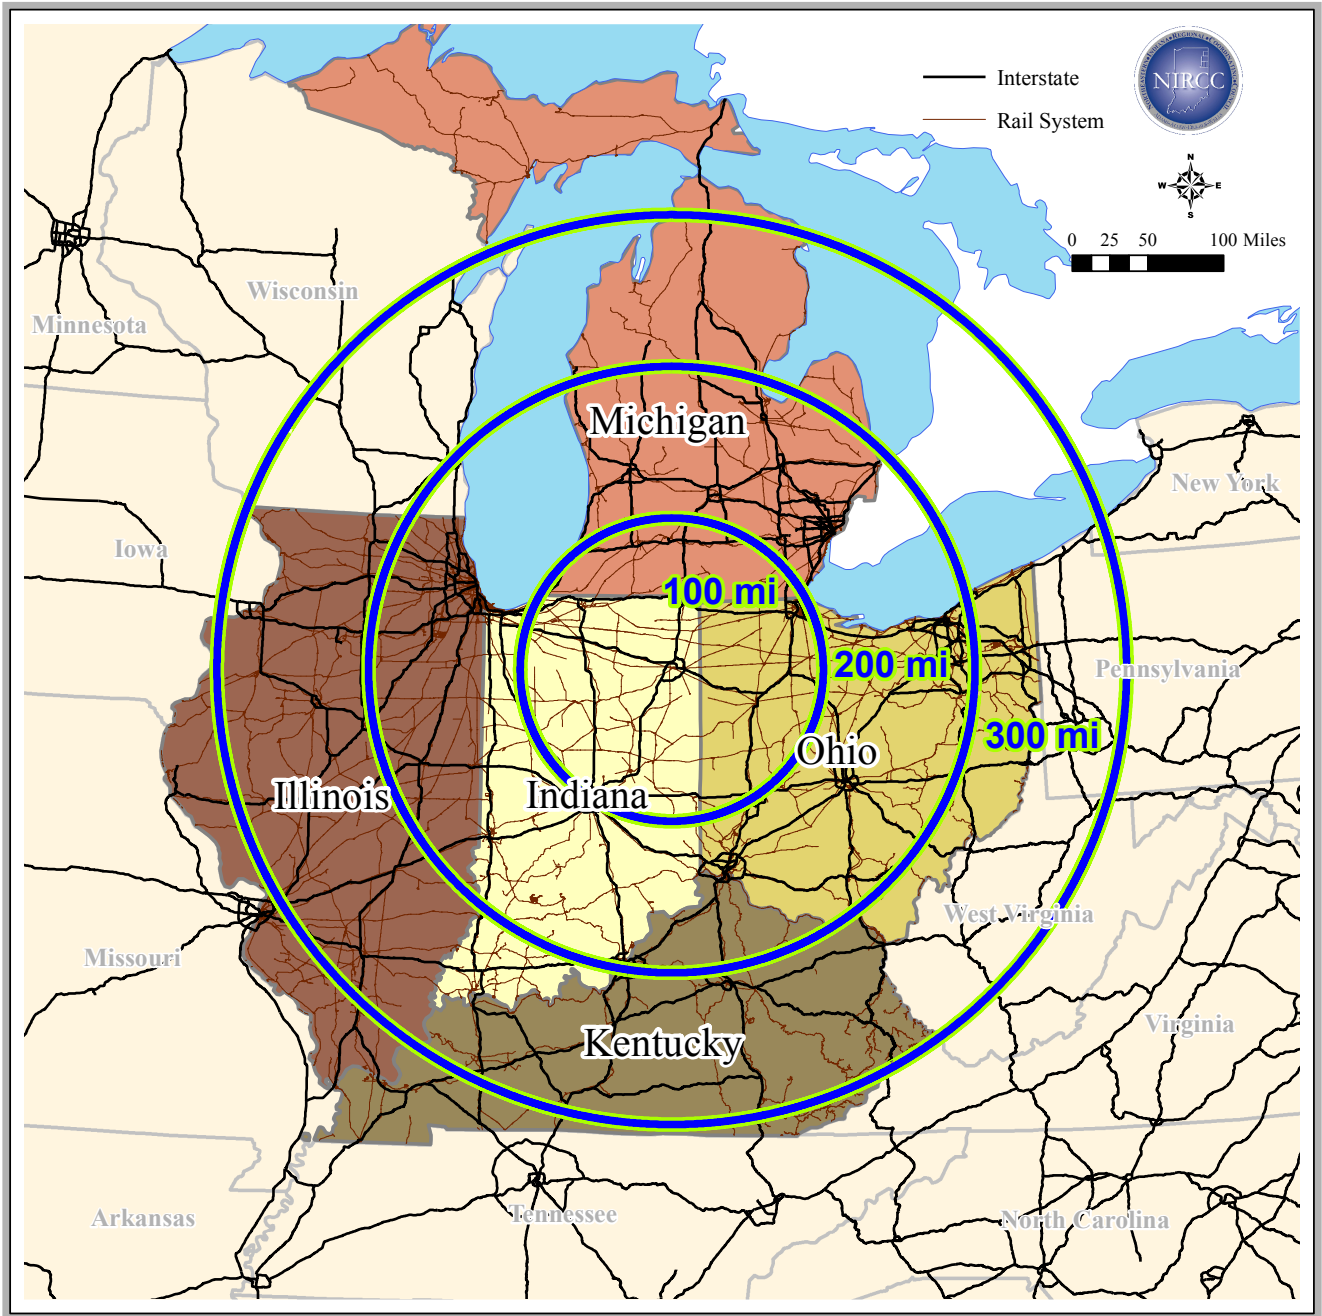 Interstate
Rail System
NIRCC
N
W E
S
0 25 50 100 Miles
Wisconsin
Minnesota
Michigan
New York
Iowa
100 mi
200 mi
Pennsylvania
300 mi
Ohio
Illinois
Indiana
West Virginia
Missouri
Virginia
Kentucky
Arkansas
Tennessee
North Carolina